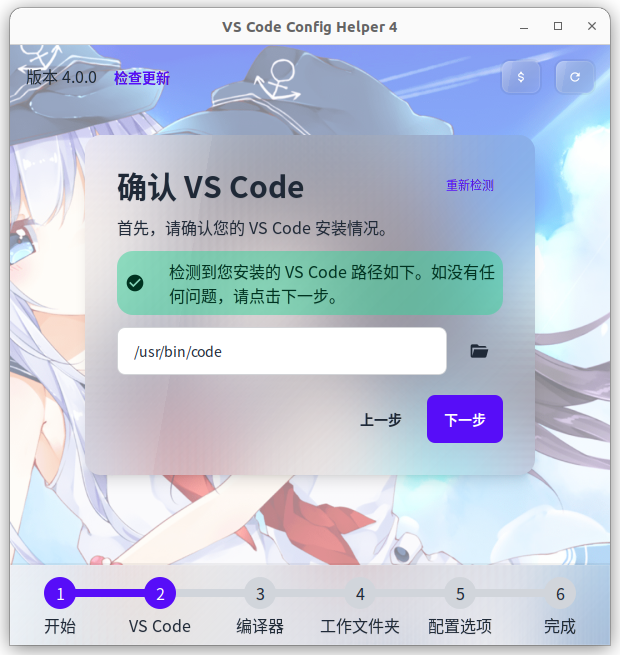 VS Code Config Helper 4
版本 4.0.0 检查更新
$
确认 VS Code
重新检测
首先，请确认您的 VS Code 安装情况。
检测到您安装的 VS Code 路径如下。如没有任
何问题，请点击下一步。
/usr/bin/code
上一步 下一步
1 2 3 4 5 6
开始 VS Code 编译器 工作文件夹 配置选项 完成